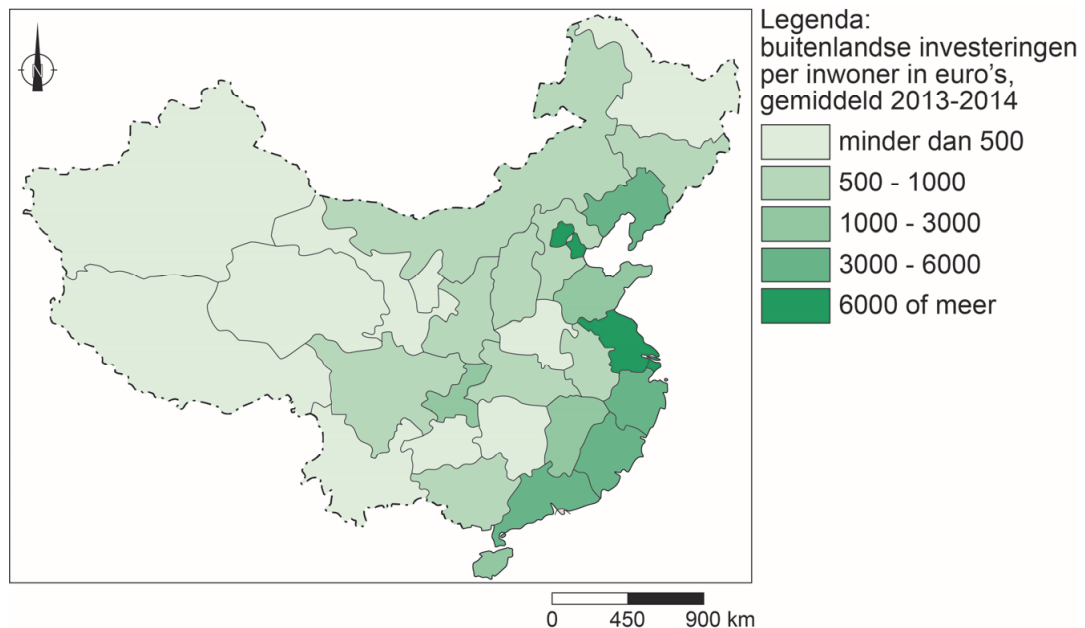 N
Legenda:
buitenlandse investeringen
per inwoner in euro's,
gemiddeld 2013-2014
minder dan 500
500 - 1000
1000 - 3000
3000 - 6000
6000 of meer
0 450 900 km